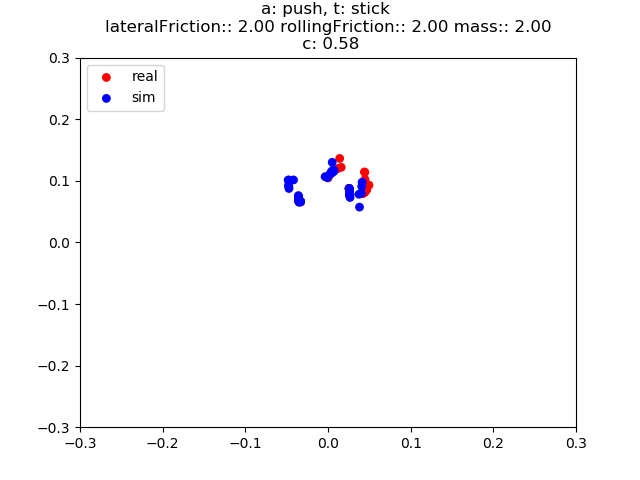 a: push, t: stick
lateralFriction:: 2.00 rollingFriction:: 2.00 mass:: 2.00
c: 0.58
real
sim
0.3
0.2
0.1
0.0
−0.1
−0.2
−0.3
−0.3 −0.2 −0.1 0.0 0.1 0.2 0.3